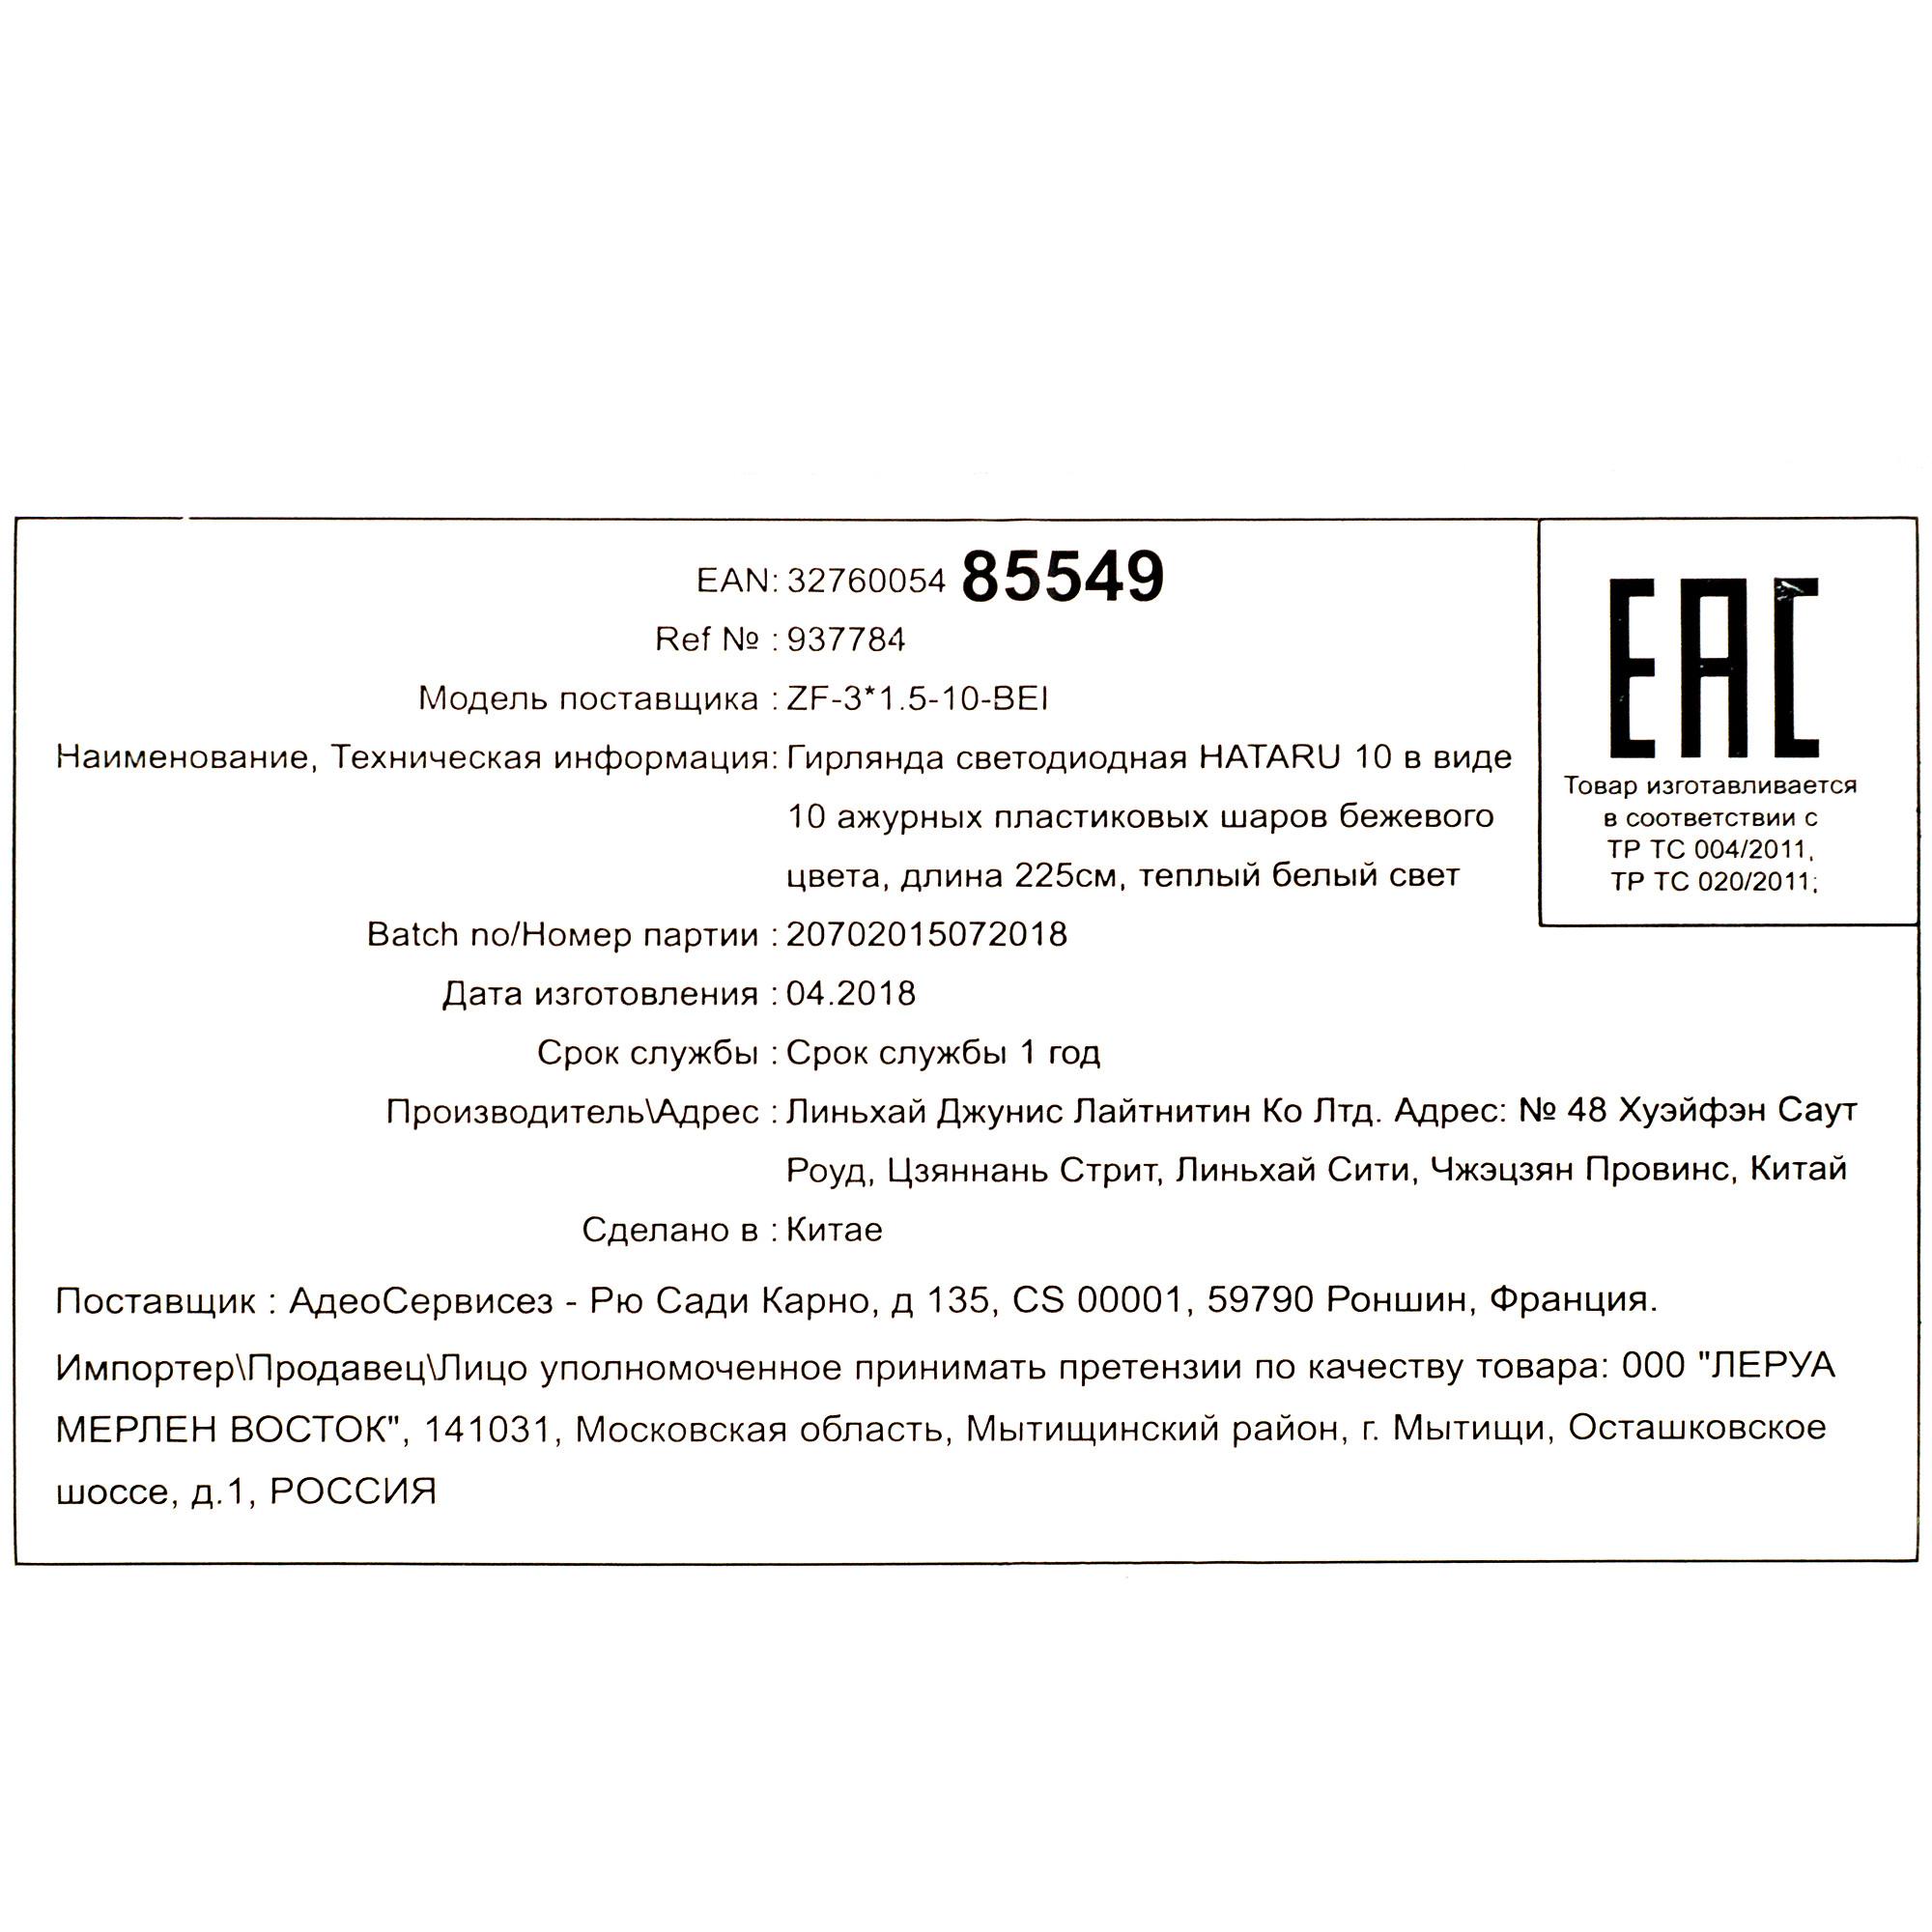 EAN: 32760054 85549
Ref № : 937784
Модель поставщика : ZF-3*1.5-10-BEI
Наименование, Техническая информация: Гирлянда светодиодная HATARU 10 в виде
10 ажурных пластиковых шаров бежевого
цвета, длина 225см, теплый белый свет
Batch no/Номер партии : 20702015072018
Дата изготовления : 04.2018
Срок службы : Срок службы 1 год
Производитель\Адрес : Линьхай Джунис Лайтнитин Ко Лтд. Адрес: № 48 Хуэйфэн Саут
Роуд, Цзяннань Стрит, Линьхай Сити, Чжэцзян Провинс, Китай
Сделано в : Китае
Поставщик : АдеоСервисез - Рю Сади Карно, д 135, CS 00001, 59790 Роншин, Франция.
Импортер\Продавец\Лицо уполномоченное принимать претензии по качеству товара: ООО "ЛЕРУА
МЕРЛЕН ВОСТОК", 141031, Московская область, Мытищинский район, г. Мытищи, Осташковское
шоссе, д.1, РОССИЯ
EAC
Товар изготавливается
в соответствии с
ТР ТС 004/2011,
ТР ТС 020/2011;